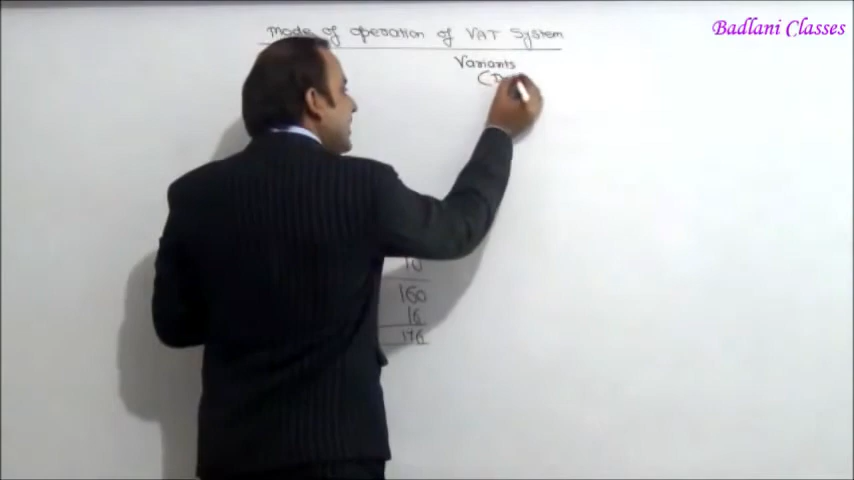 Badlani Classes
Mode of operation of VAT System
Variants
(D
10
160
16
176